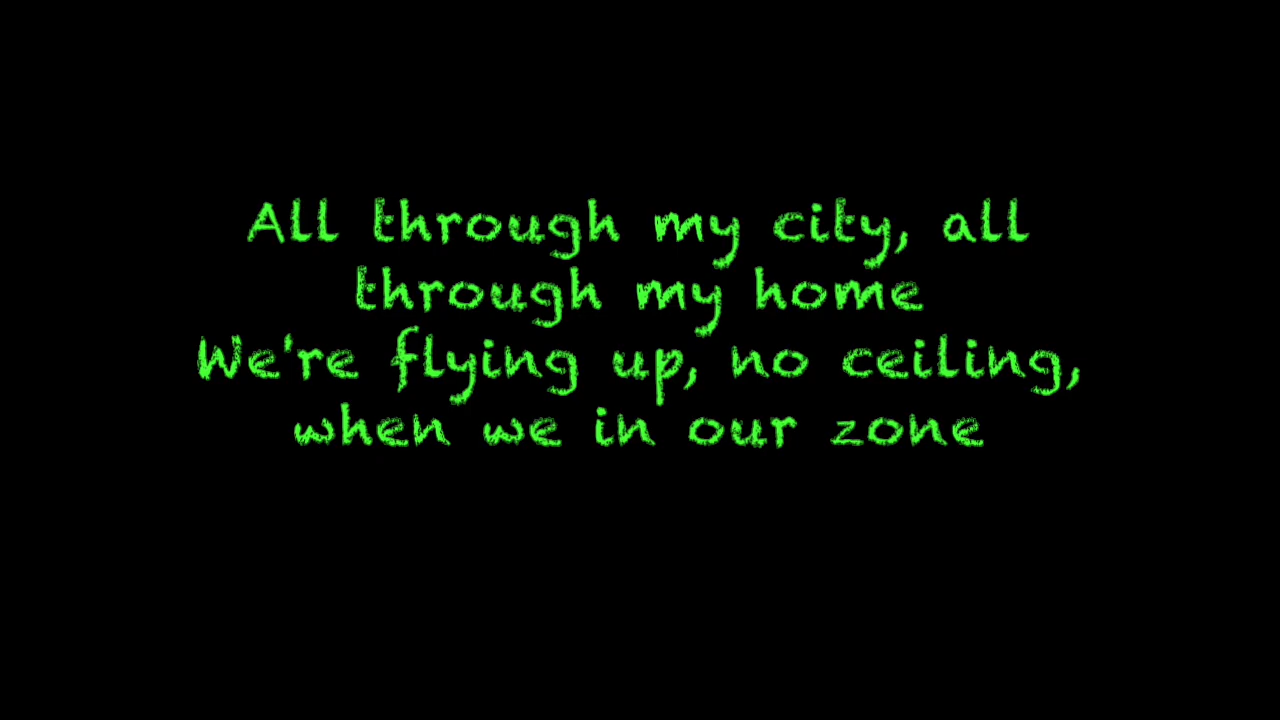 All through my city, all
through my home
We're flying up, no ceiling,
when we in our zone